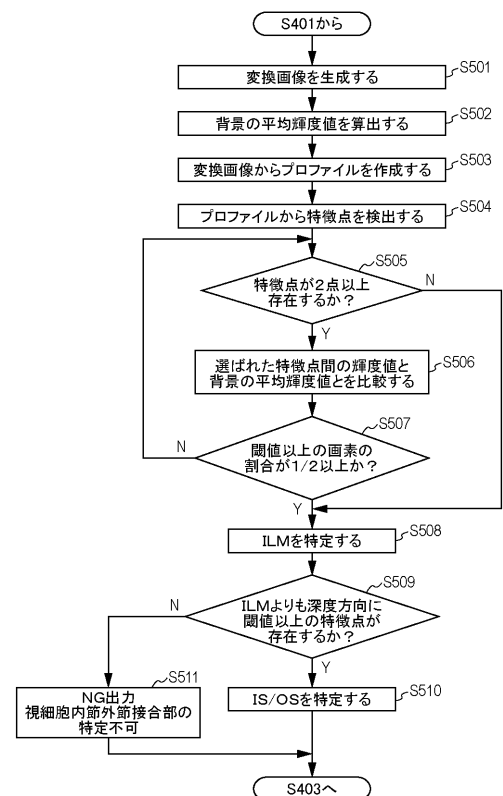 S401から
変換画像を生成する
S501
背景の平均輝度値を算出する
S502
変換画像からプロファイルを作成する
S503
プロファイルから特徴点を検出する
S504
特徴点が2点以上
存在するか?
S505
N
Y
選ばれた特徴点間の輝度値と
背景の平均輝度値とを比較する
S506
閾値以上の画素の
割合が1/2以上か?
S507
N
Y
ILMを特定する
S508
ILMよりも深度方向に
閾値以上の特徴点が
存在するか?
S509
N
Y
NG出力
視細胞内節外節接合部の
特定不可
S511
IS/OSを特定する
S510
S403へ